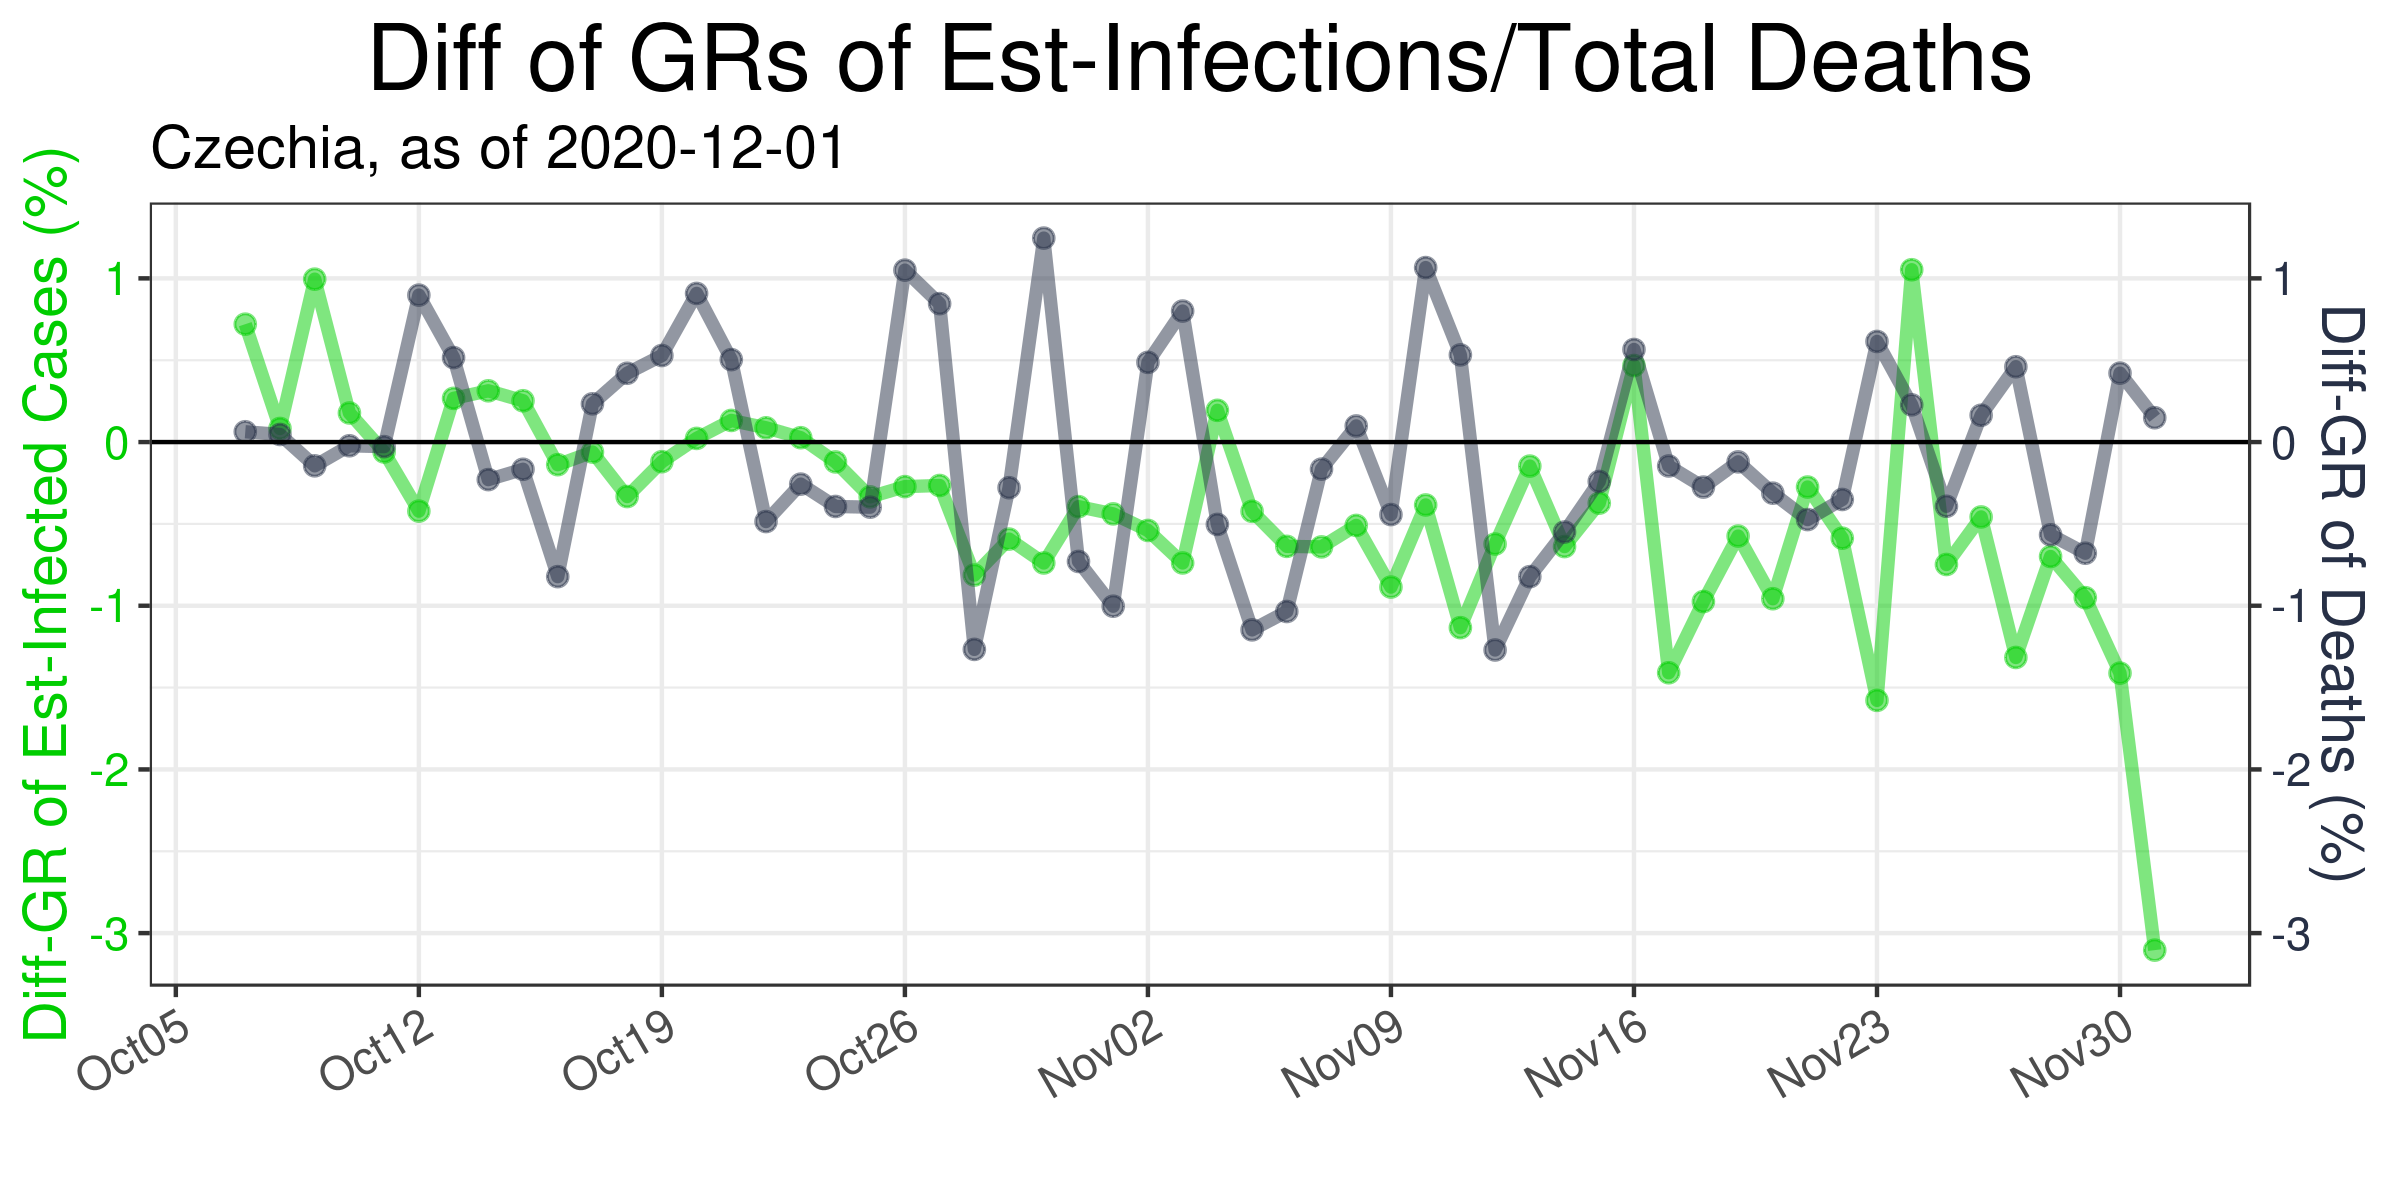 Diff of GRs of Est-Infections/Total Deaths
Czechia, as of 2020-12-01
Diff-GR of Est-Infected Cases (%)
1
0
-1
-2
-3
1
0
-1
-2
-3
Diff-GR of Deaths (%)
Oct05
Oct12
Oct19
Oct26
Nov02
Nov09
Nov16
Nov23
Nov30